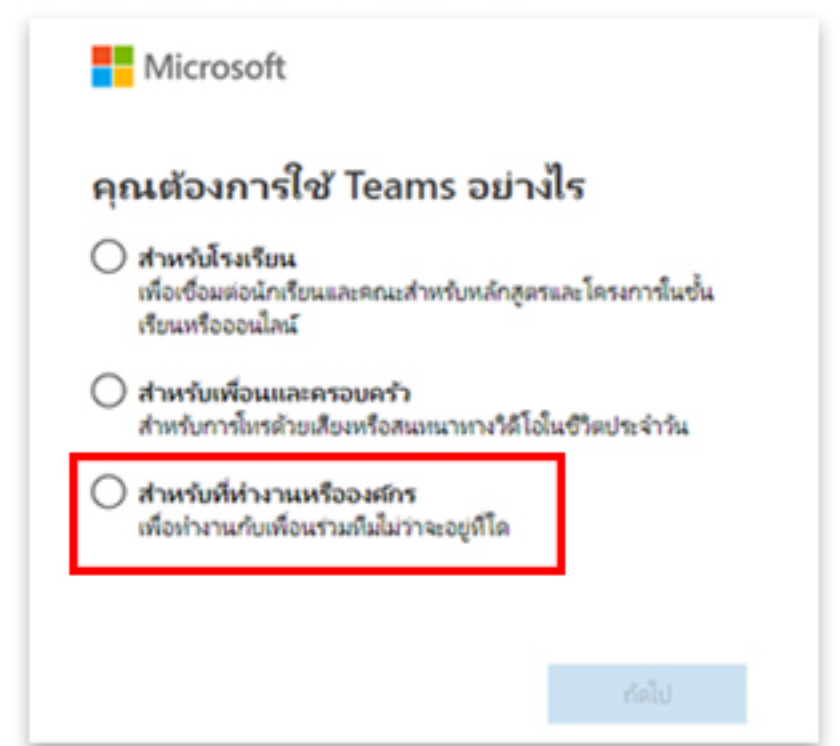 Microsoft
คุณต้องการใช้ Teams อย่างไร
สำหรับโรงเรียน
เพื่อเชื่อมต่อนักเรียนและคณะสำหรับหลักสูตรและโครงการในชั้น
เรียนหรือออนไลน์
สำหรับเพื่อนและครอบครัว
สำหรับการโทรด้วยเสียงหรือสนทนาทางวิดีโอในชีวิตประจำวัน
สำหรับที่ทำงานหรือองค์กร
เพื่อทำงานกับเพื่อนร่วมทีมไม่ว่าจะอยู่ที่ใด
ถัดไป